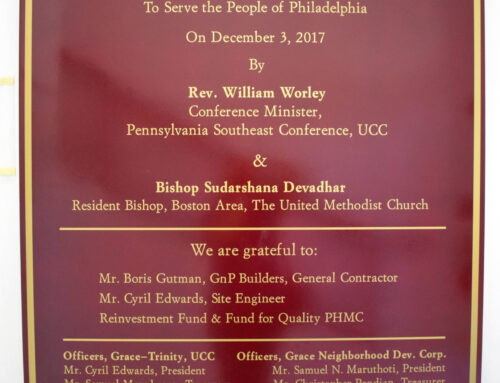 To Serve the People of Philadelphia
On December 3, 2017
By
Rev. William Worley
Conference Minister,
Pennsylvania Southeast Conference, UCC
&
Bishop Sudarshana Devadhar
Resident Bishop, Boston Area, The United Methodist Church
We are grateful to:
Mr. Boris Gutman, GnP Builders, General Contractor
Mr. Cyril Edwards, Site Engineer
Reinvestment Fund & Fund for Quality PHMC
Officers, Grace–Trinity, UCC
Mr. Cyril Edwards, President
Officers, Grace Neighborhood Dev. Corp.
Mr. Samuel N. Maruthoti, President